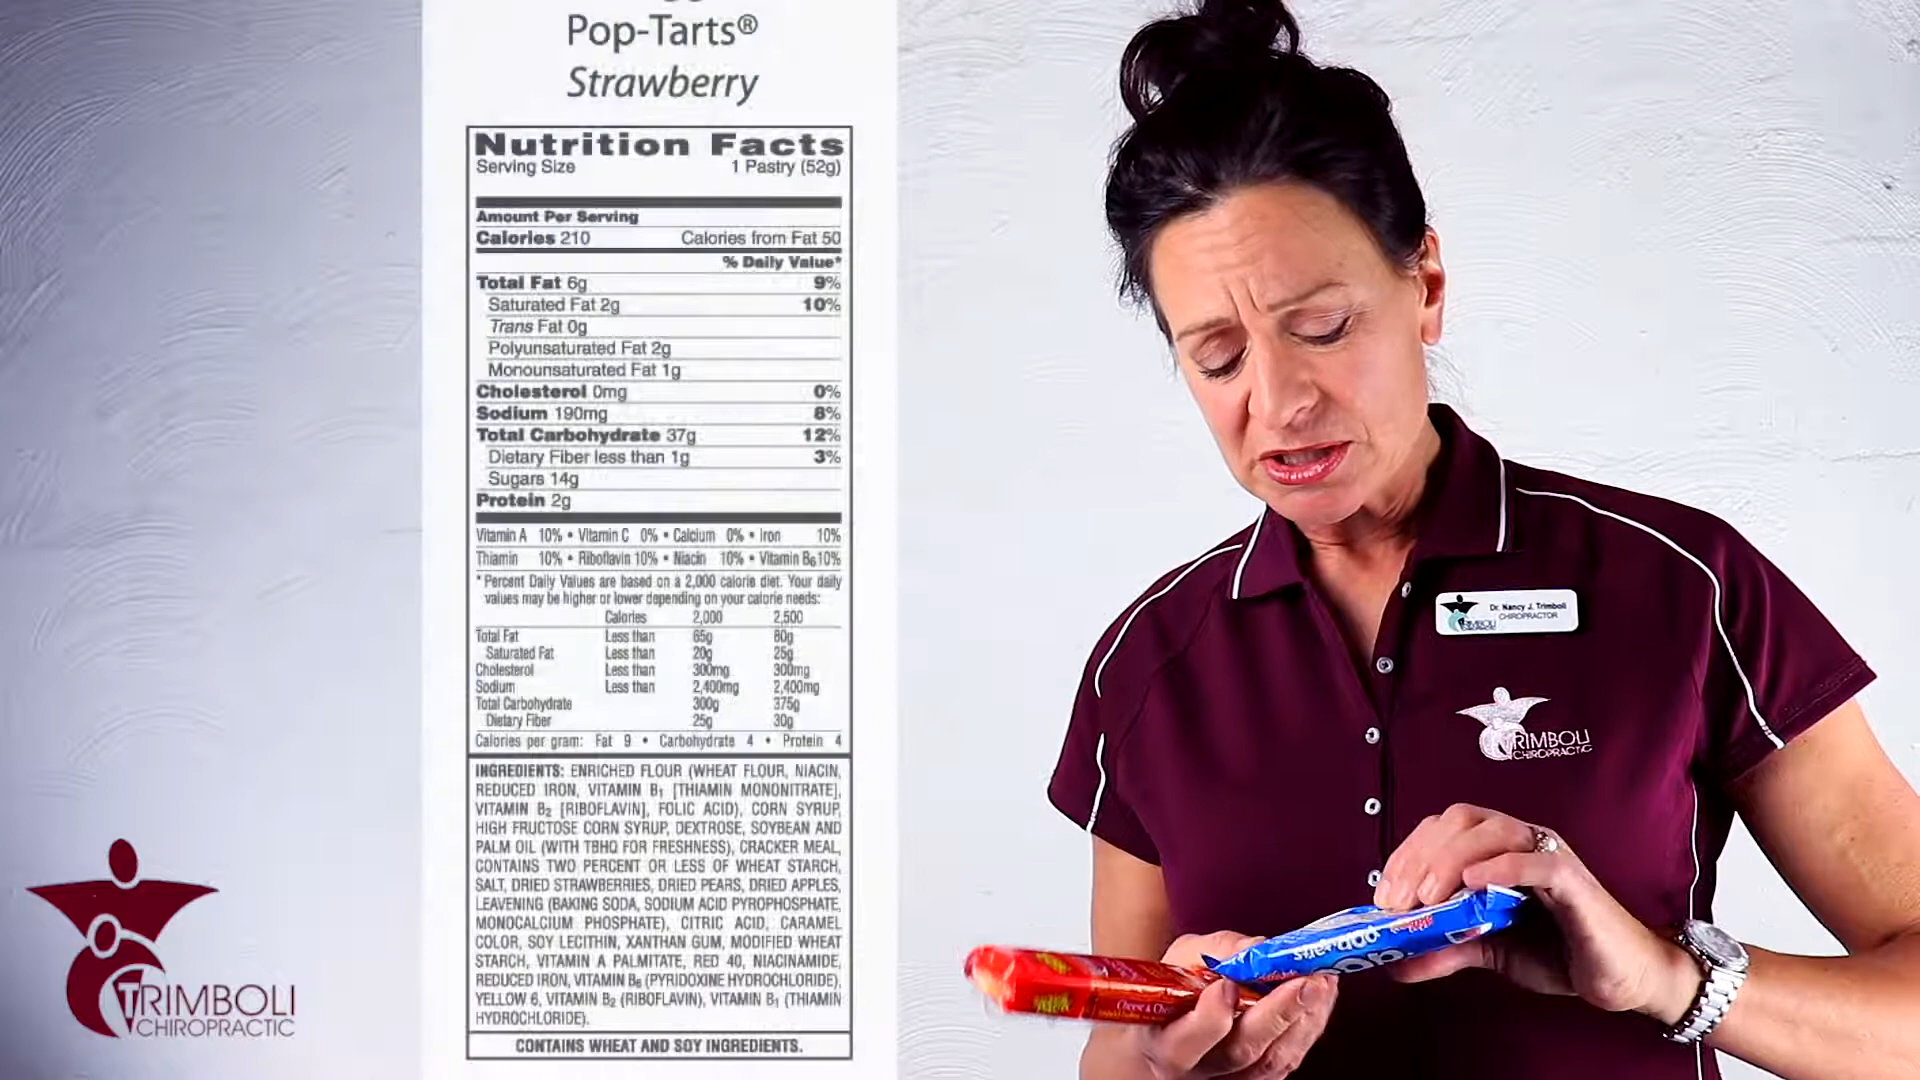 Pop-Tarts®
Strawberry
Nutrition Facts
Serving Size 1 Pastry (52g)
Amount Per Serving
Calories 210 Calories from Fat 50
% Daily Value*
Total Fat 6g 9%
Saturated Fat 2g 10%
Trans Fat 0g
Polyunsaturated Fat 2g
Monounsaturated Fat 1g
Cholesterol 0mg 0%
Sodium 190mg 8%
Total Carbohydrate 37g 12%
Dietary Fiber less than 1g 3%
Sugars 14g
Protein 2g
Vitamin A 10% • Vitamin C 0% • Calcium 0% • Iron 10%
Thiamin 10% • Riboflavin 10% • Niacin 10% • Vitamin B6 10%
* Percent Daily Values are based on a 2,000 calorie diet. Your daily
values may be higher or lower depending on your calorie needs:
Calories 2,000 2,500
Total Fat Less than 65g 80g
Saturated Fat Less than 20g 25g
Cholesterol Less than 300mg 300mg
Sodium Less than 2,400mg 2,400mg
Total Carbohydrate 300g 375g
Dietary Fiber 25g 30g
Calories per gram: Fat 9 • Carbohydrate 4 • Protein 4
INGREDIENTS: ENRICHED FLOUR (WHEAT FLOUR, NIACIN,
REDUCED IRON, VITAMIN B1 [THIAMIN MONONITRATE],
VITAMIN B2 [RIBOFLAVIN], FOLIC ACID), CORN SYRUP,
HIGH FRUCTOSE CORN SYRUP, DEXTROSE, SOYBEAN AND
PALM OIL (WITH TBHQ FOR FRESHNESS), CRACKER MEAL,
CONTAINS TWO PERCENT OR LESS OF WHEAT STARCH,
SALT, DRIED STRAWBERRIES, DRIED PEARS, DRIED APPLES,
LEAVENING (BAKING SODA, SODIUM ACID PYROPHOSPHATE,
MONOCALCIUM PHOSPHATE), CITRIC ACID, CARAMEL
COLOR, SOY LECITHIN, XANTHAN GUM, MODIFIED WHEAT
STARCH, VITAMIN A PALMITATE, RED 40, NIACINAMIDE,
REDUCED IRON, VITAMIN B6 (PYRIDOXINE HYDROCHLORIDE),
YELLOW 6, VITAMIN B2 (RIBOFLAVIN), VITAMIN B1 (THIAMIN
HYDROCHLORIDE).
CONTAINS WHEAT AND SOY INGREDIENTS.
TRIMBOLI
CHIROPRACTIC
Dr. Nancy J. Trimboli
CHIROPRACTOR
TRIMBOLI
CHIROPRACTIC
pop-tarts